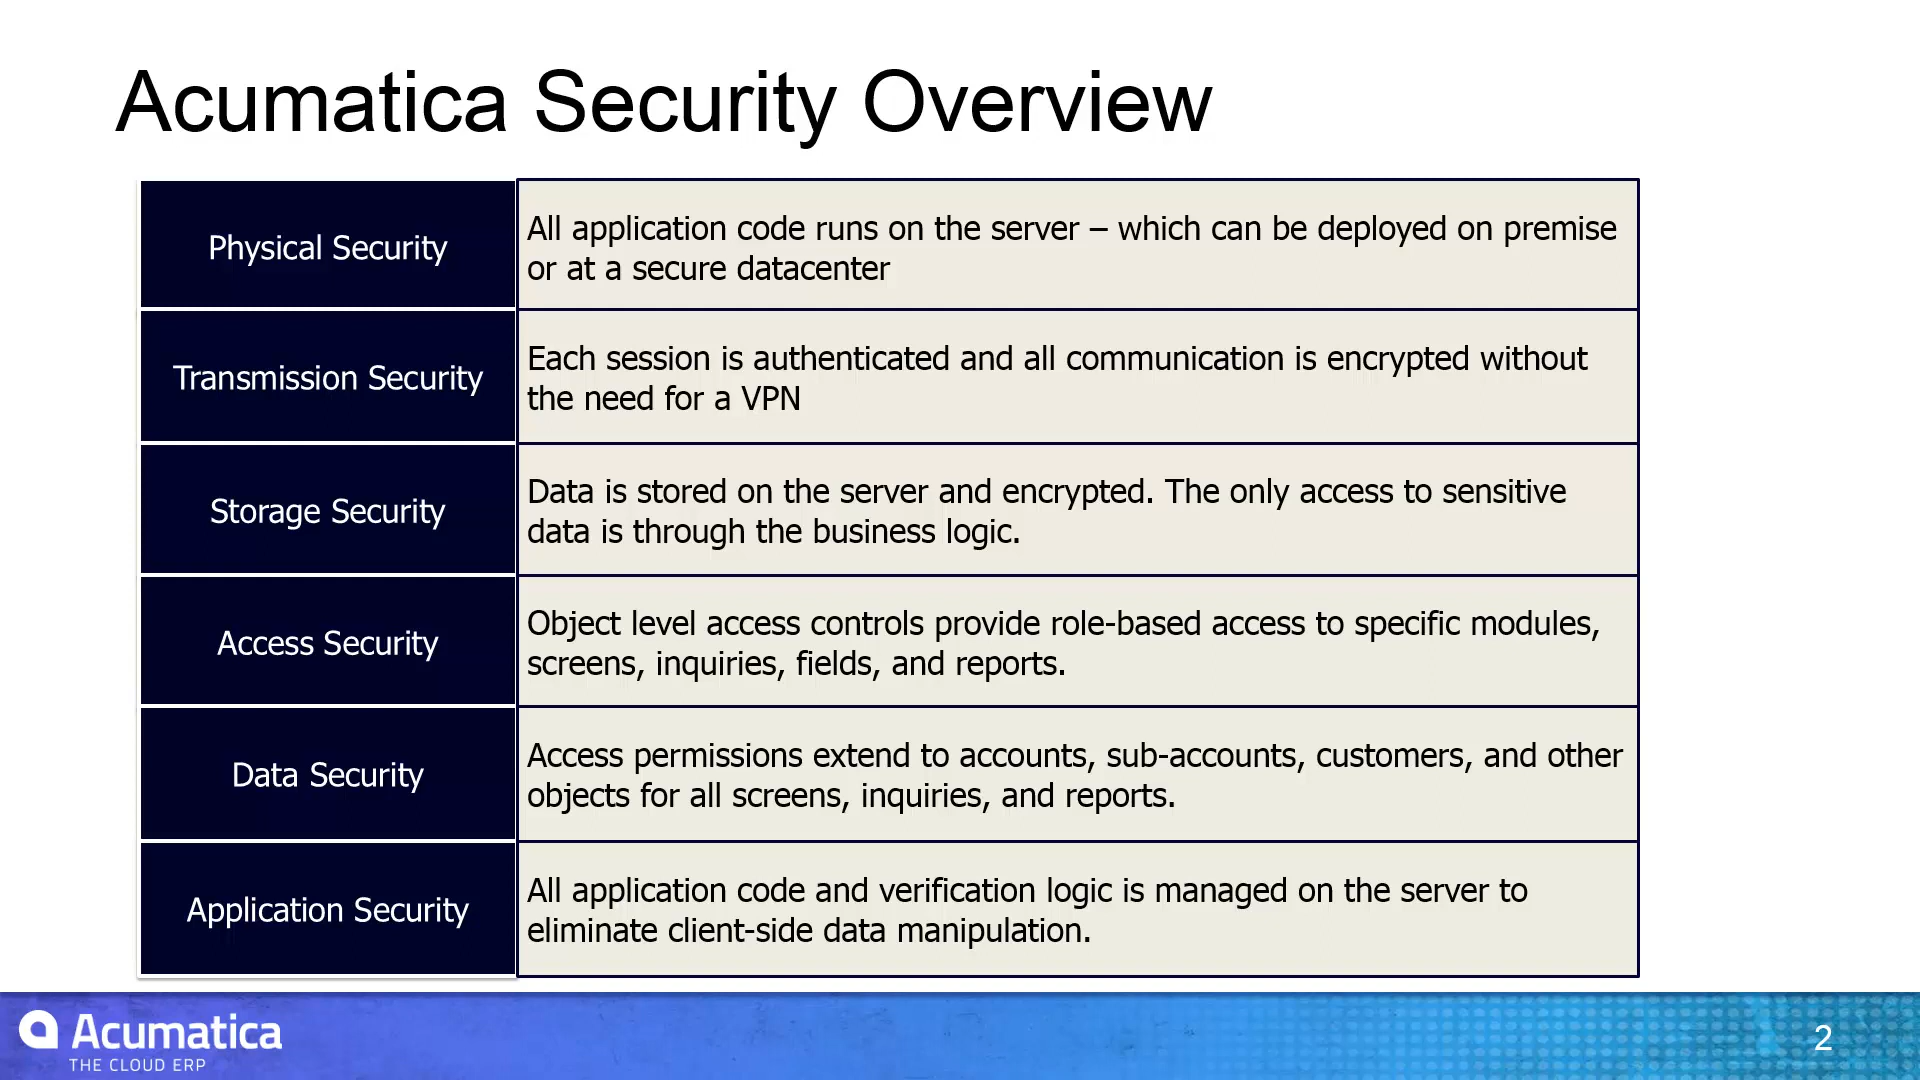 Acumatica Security Overview
Physical Security
All application code runs on the server – which can be deployed on premise
or at a secure datacenter
Transmission Security
Each session is authenticated and all communication is encrypted without
the need for a VPN
Storage Security
Data is stored on the server and encrypted. The only access to sensitive
data is through the business logic.
Access Security
Object level access controls provide role-based access to specific modules,
screens, inquiries, fields, and reports.
Data Security
Access permissions extend to accounts, sub-accounts, customers, and other
objects for all screens, inquiries, and reports.
Application Security
All application code and verification logic is managed on the server to
eliminate client-side data manipulation.
Acumatica
THE CLOUD ERP
2